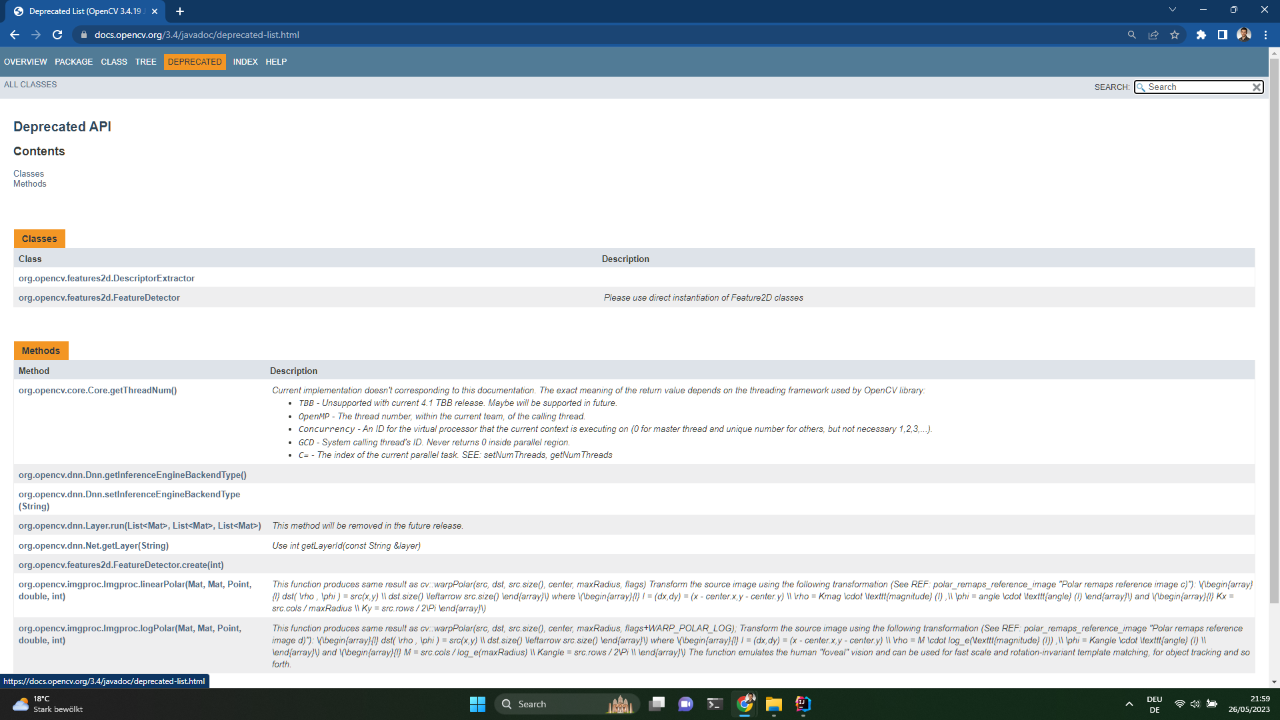 Deprecated List (OpenCV 3.4.19
docs.opencv.org/3.4/javadoc/deprecated-list.html
OVERVIEW PACKAGE CLASS TREE DEPRECATED INDEX HELP
ALL CLASSES
SEARCH: Search
Deprecated API
Contents
Classes
Methods
Classes
Class Description
org.opencv.features2d.DescriptorExtractor
org.opencv.features2d.FeatureDetector Please use direct instantiation of Feature2D classes
Methods
Method Description
org.opencv.core.Core.getThreadNum() Current implementation doesn't corresponding to this documentation. The exact meaning of the return value depends on the threading framework used by OpenCV library:
• TBB - Unsupported with current 4.1 TBB release. Maybe will be supported in future.
• OpenMP - The thread number, within the current team, of the calling thread.
• Concurrency - An ID for the virtual processor that the current context is executing on (0 for master thread and unique number for others, but not necessary 1,2,3,...).
• GCD - System calling thread's ID. Never returns 0 inside parallel region.
• C= - The index of the current parallel task. SEE: setNumThreads, getNumThreads
org.opencv.dnn.Dnn.getInferenceEngineBackendType()
org.opencv.dnn.Dnn.setInferenceEngineBackendType
(String)
org.opencv.dnn.Layer.run(List<Mat>, List<Mat>, List<Mat>) This method will be removed in the future release.
org.opencv.dnn.Net.getLayer(String) Use int getLayerId(const String &layer)
org.opencv.features2d.FeatureDetector.create(int)
org.opencv.imgproc.Imgproc.linearPolar(Mat, Mat, Point, This function produces same result as cv::warpPolar(src, dst, src.size(), center, maxRadius, flags) Transform the source image using the following transformation (See REF: polar_remaps_reference_image "Polar remaps reference image c)"): \(\begin{array}
double, int) {l} dst( \rho , \phi ) = src(x,y) \\ dst.size() \leftarrow src.size() \end{array}\) where \(\begin{array}{l} I = (dx,dy) = (x - center.x,y - center.y) \\ \rho = Kmag \cdot \texttt{magnitude} (I) ,\\ \phi = angle \cdot \texttt{angle} (I) \end{array}\) and \(\begin{array}{l} Kx =
src.cols / maxRadius \\ Ky = src.rows / 2\Pi \end{array}\)
org.opencv.imgproc.Imgproc.logPolar(Mat, Mat, Point, This function produces same result as cv::warpPolar(src, dst, src.size(), center, maxRadius, flags+WARP_POLAR_LOG); Transform the source image using the following transformation (See REF: polar_remaps_reference_image "Polar remaps reference
double, int) image d)"): \(\begin{array}{l} dst( \rho , \phi ) = src(x,y) \\ dst.size() \leftarrow src.size() \end{array}\) where \(\begin{array}{l} I = (dx,dy) = (x - center.x,y - center.y) \\ \rho = M \cdot log_e(\texttt{magnitude} (I)) ,\\ \phi = Kangle \cdot \texttt{angle} (I) \\
\end{array}\) and \(\begin{array}{l} M = src.cols / log_e(maxRadius) \\ Kangle = src.rows / 2\Pi \\ \end{array}\) The function emulates the human "foveal" vision and can be used for fast scale and rotation-invariant template matching, for object tracking and so
forth.
https://docs.opencv.org/3.4/javadoc/deprecated-list.html
18°C
Stark bewölkt
Search
DEU
DE
21:59
26/05/2023